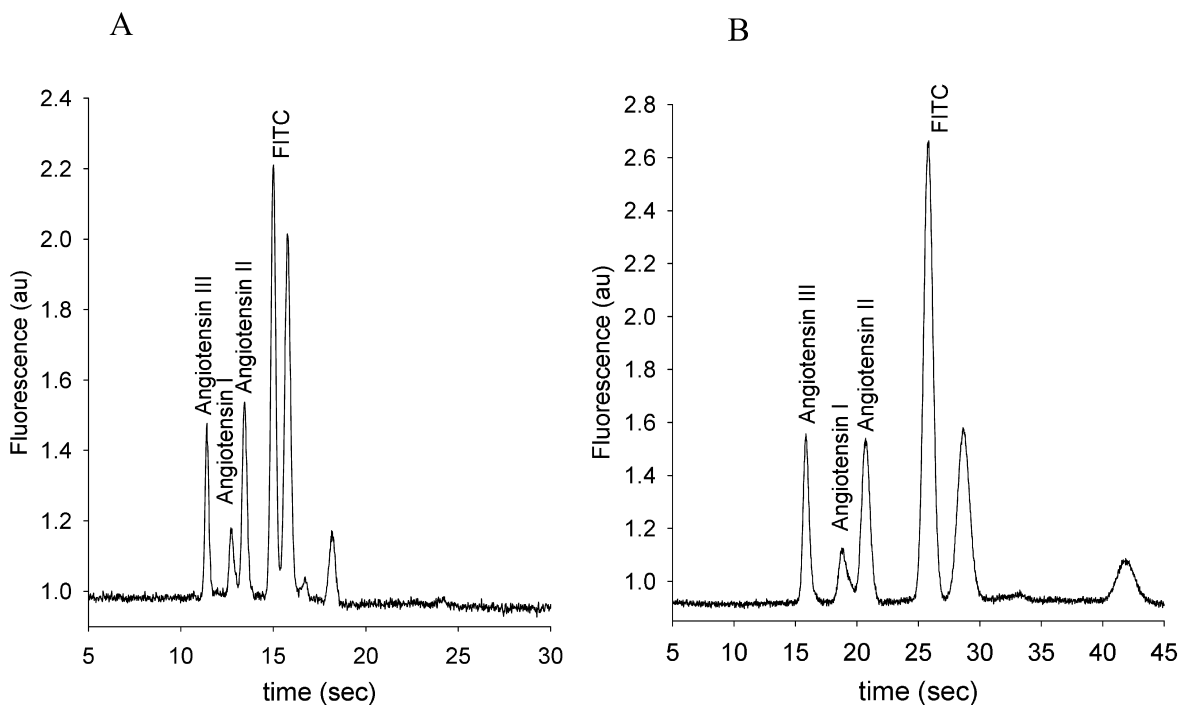 A
Fluorescence (au)
2.4
2.2
2.0
1.8
1.6
1.4
1.2
1.0
Angiotensin III
Angiotensin I
Angiotensin II
FITC
5
10
15
20
25
30
time (sec)
B
Fluorescence (au)
2.8
2.6
2.4
2.2
2.0
1.8
1.6
1.4
1.2
1.0
Angiotensin III
Angiotensin I
Angiotensin II
FITC
5
10
15
20
25
30
35
40
45
time (sec)